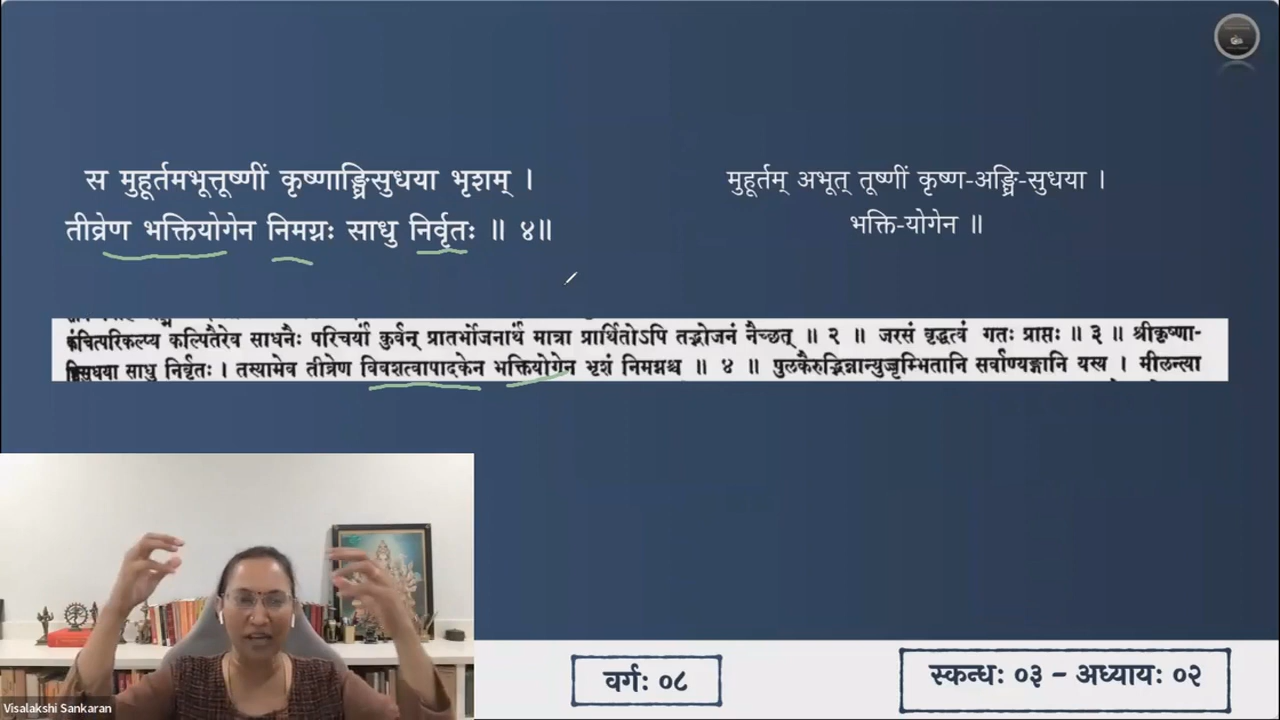 स मुहूर्तमभूत्तूष्णीं कृष्णाङ्घ्रिसुधया भृशम् ।
तीव्रेण भक्तियोगेन निमग्नः साधु निर्वृतः ॥ ४॥
मुहूर्तम् अभूत् तूष्णीं कृष्ण-अङ्घ्रि-सुधया ।
भक्ति-योगेन ॥
कंचित्परिकल्प्य कल्पितैरेव साधनैः परिचर्यां कुर्वन् प्रातर्भोजनार्थं मात्रा प्रार्थितोऽपि तद्भोजनं नैच्छत् ॥ २ ॥ जरसं वृद्धत्वं गतः प्राप्तः ॥ ३ ॥ श्रीकृष्णा-
ङ्घ्रिसुधया साधु निर्वृतः । तस्यामेव तीव्रेण विवशत्वापादकेन भक्तियोगेन भृशं निमग्नश्च ॥ ४ ॥ पुलकैरुद्भिन्नान्युज्जृम्भितानि सर्वाण्यङ्गानि यस्य । मीलन्त्या
Visalakshi Sankaran
वर्गः ०८
स्कन्धः ०३ – अध्यायः ०२